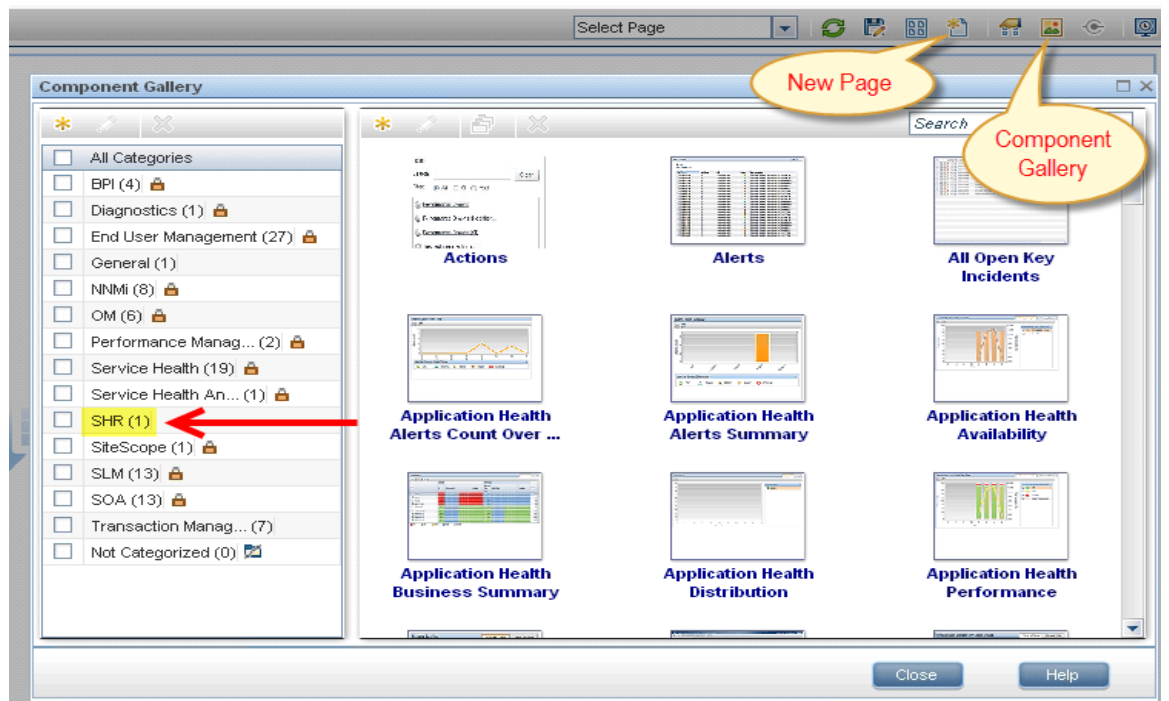 Select Page
New Page
Component Gallery
Search
Component
Gallery
All Categories
BPI (4)
Diagnostics (1)
End User Management (27)
General (1)
NNMi (8)
OM (6)
Performance Manag... (2)
Service Health (19)
Service Health An... (1)
SHR (1)
SiteScope (1)
SLM (13)
SOA (13)
Transaction Manag... (7)
Not Categorized (0)
Actions
Alerts
All Open Key
Incidents
Application Health
Alerts Count Over ...
Application Health
Alerts Summary
Application Health
Availability
Application Health
Business Summary
Application Health
Distribution
Application Health
Performance
Close
Help